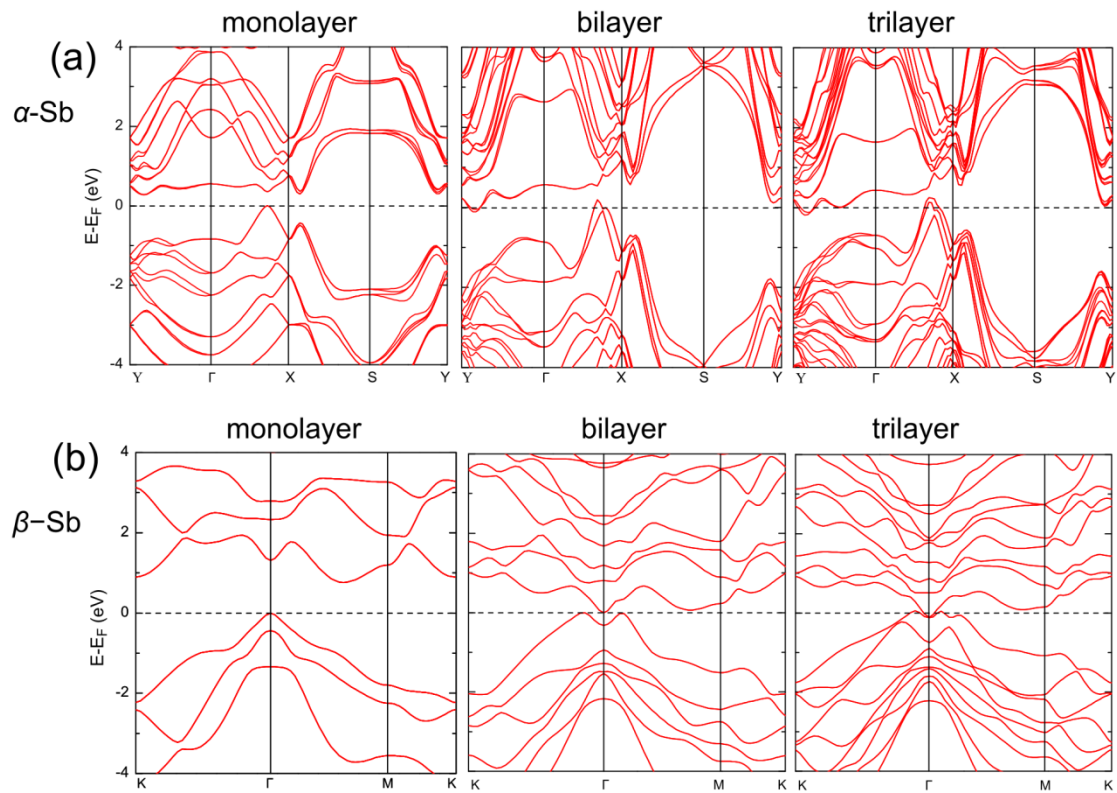 monolayer bilayer trilayer
(a)
α-Sb
E-E_F (eV)
4
2
0
-2
-4
Y Γ X S Y
Y Γ X S Y
Y Γ X S Y
monolayer bilayer trilayer
(b)
β−Sb
E-E_F (eV)
4
2
0
-2
-4
K Γ M K
K Γ M K
K Γ M K